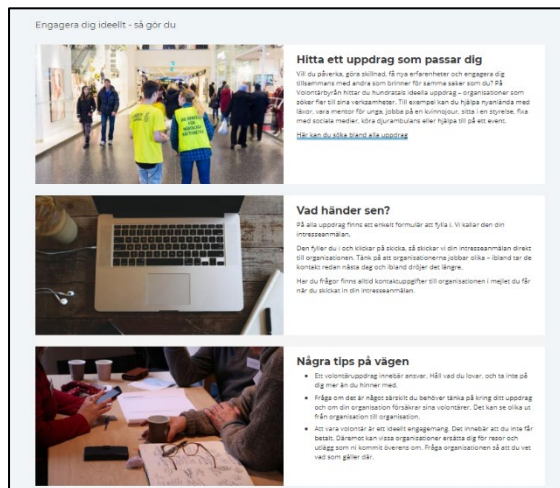 Engagera dig ideellt - så gör du
Hitta ett uppdrag som passar dig
Vill du påverka, göra skillnad, få nya erfarenheter och engagera dig
tillsammans med andra som brinner för samma saker som du? På
Volontärbyrån hittar du hundratals ideella uppdrag – organisationer som
söker fler till sina verksamheter. Till exempel kan du hjälpa nyanlända med
läxor, vara mentor för unga, jobba på en kvinnojour, sitta i en styrelse, fixa
med sociala medier, köra djurambulans eller hjälpa till på ett event.
Här kan du söka bland alla uppdrag
Vad händer sen?
På alla uppdrag finns ett enkelt formulär att fylla i. Vi kallar den din
intresseanmälan.
Den fyller du i och klickar på skicka, så skickar vi din intresseanmälan direkt
till organisationen. Tänk på att organisationerna jobbar olika – ibland tar de
kontakt redan nästa dag och ibland dröjer det längre.
Har du frågor finns alltid kontaktuppgifter till organisationen i mejlet du får
när du skickat in din intresseanmälan.
Några tips på vägen
• Ett volontäruppdrag innebär ansvar. Håll vad du lovar, och ta inte på
dig mer än du hinner med.
• Fråga om det är något särskilt du behöver tänka på kring ditt uppdrag
och om din organisation försäkrar sina volontärer. Det kan se olika ut
från organisation till organisation.
• Att vara volontär är ett ideellt engagemang. Det innebär att du inte får
betalt. Däremot kan vissa organisationer ersätta dig för resor och
utlägg som ni kommit överens om. Fråga organisationen så att du vet
vad som gäller där.